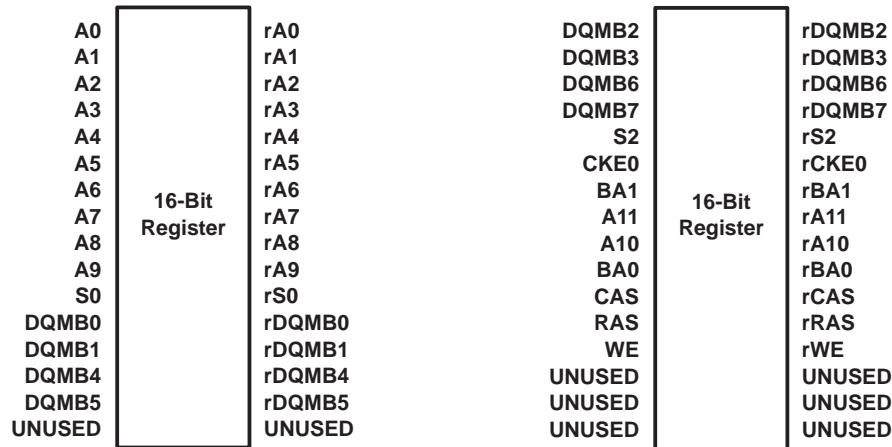 A0 rA0 DQMB2 rDQMB2
A1 rA1 DQMB3 rDQMB3
A2 rA2 DQMB6 rDQMB6
A3 rA3 DQMB7 rDQMB7
A4 rA4 S2 rS2
A5 rA5 CKE0 rCKE0
A6 rA6 BA1 rBA1
16-Bit 16-Bit
A7 rA7 A11 rA11
Register Register
A8 rA8 A10 rA10
A9 rA9 BA0 rBA0
S0 rS0 CAS rCAS
DQMB0 rDQMB0 RAS rRAS
DQMB1 rDQMB1 WE rWE
DQMB4 rDQMB4 UNUSED UNUSED
DQMB5 rDQMB5 UNUSED UNUSED
UNUSED UNUSED UNUSED UNUSED